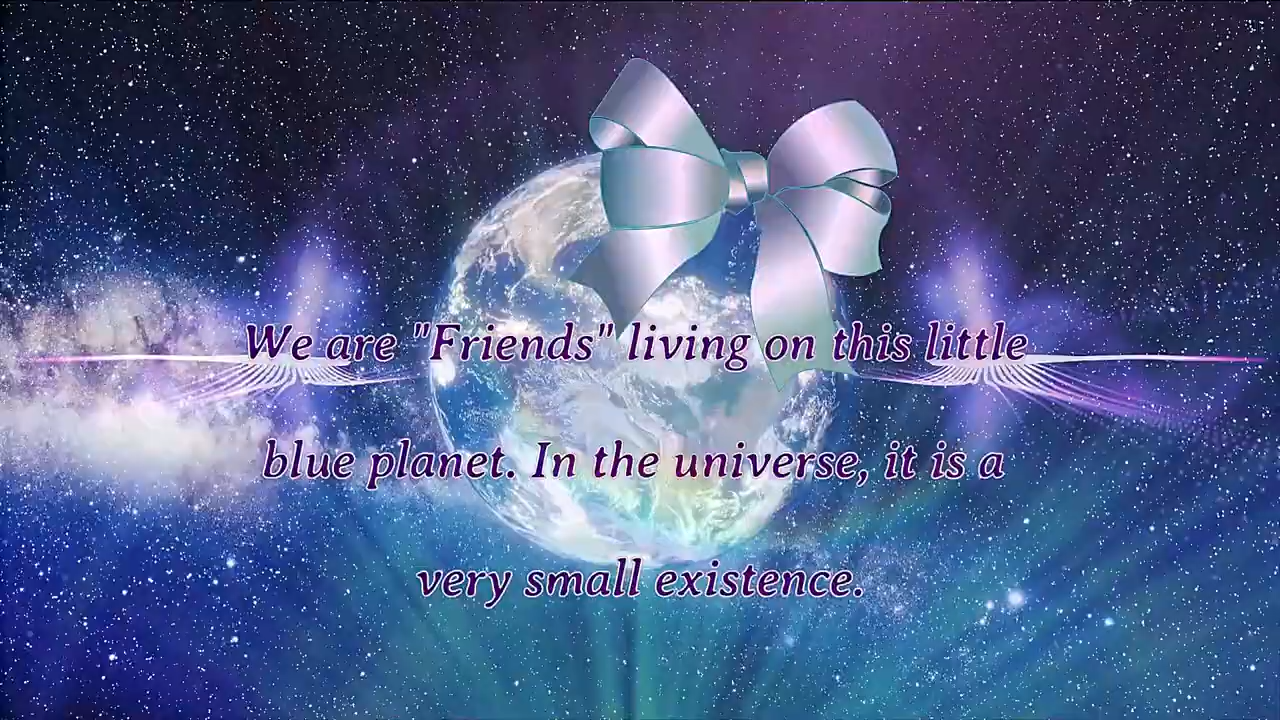 We are "Friends" living on this little
blue planet. In the universe, it is a
very small existence.